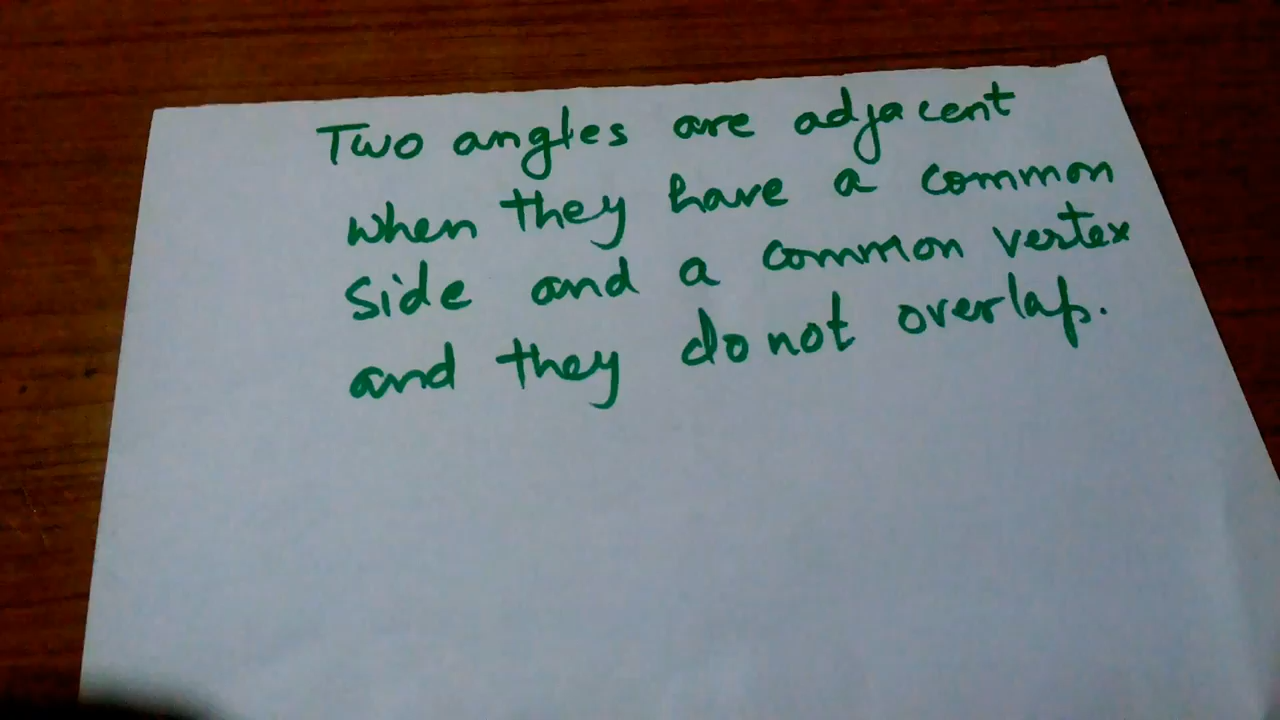 Two angles are adjacent
when they have a common
side and a common vertex
and they do not overlap.